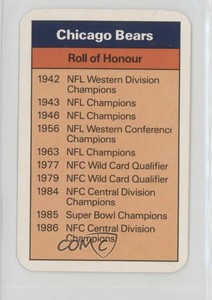 Chicago Bears
Roll of Honour
1942 NFL Western Division
Champions
1943 NFL Champions
1946 NFL Champions
1956 NFL Western Conferenc
Champions
1963 NFL Champions
1977 NFC Wild Card Qualifier
1979 NFC Wild Card Qualifier
1984 NFC Central Division
Champions
1985 Super Bowl Champions
1986 NFC Central Division
Champions
COMC